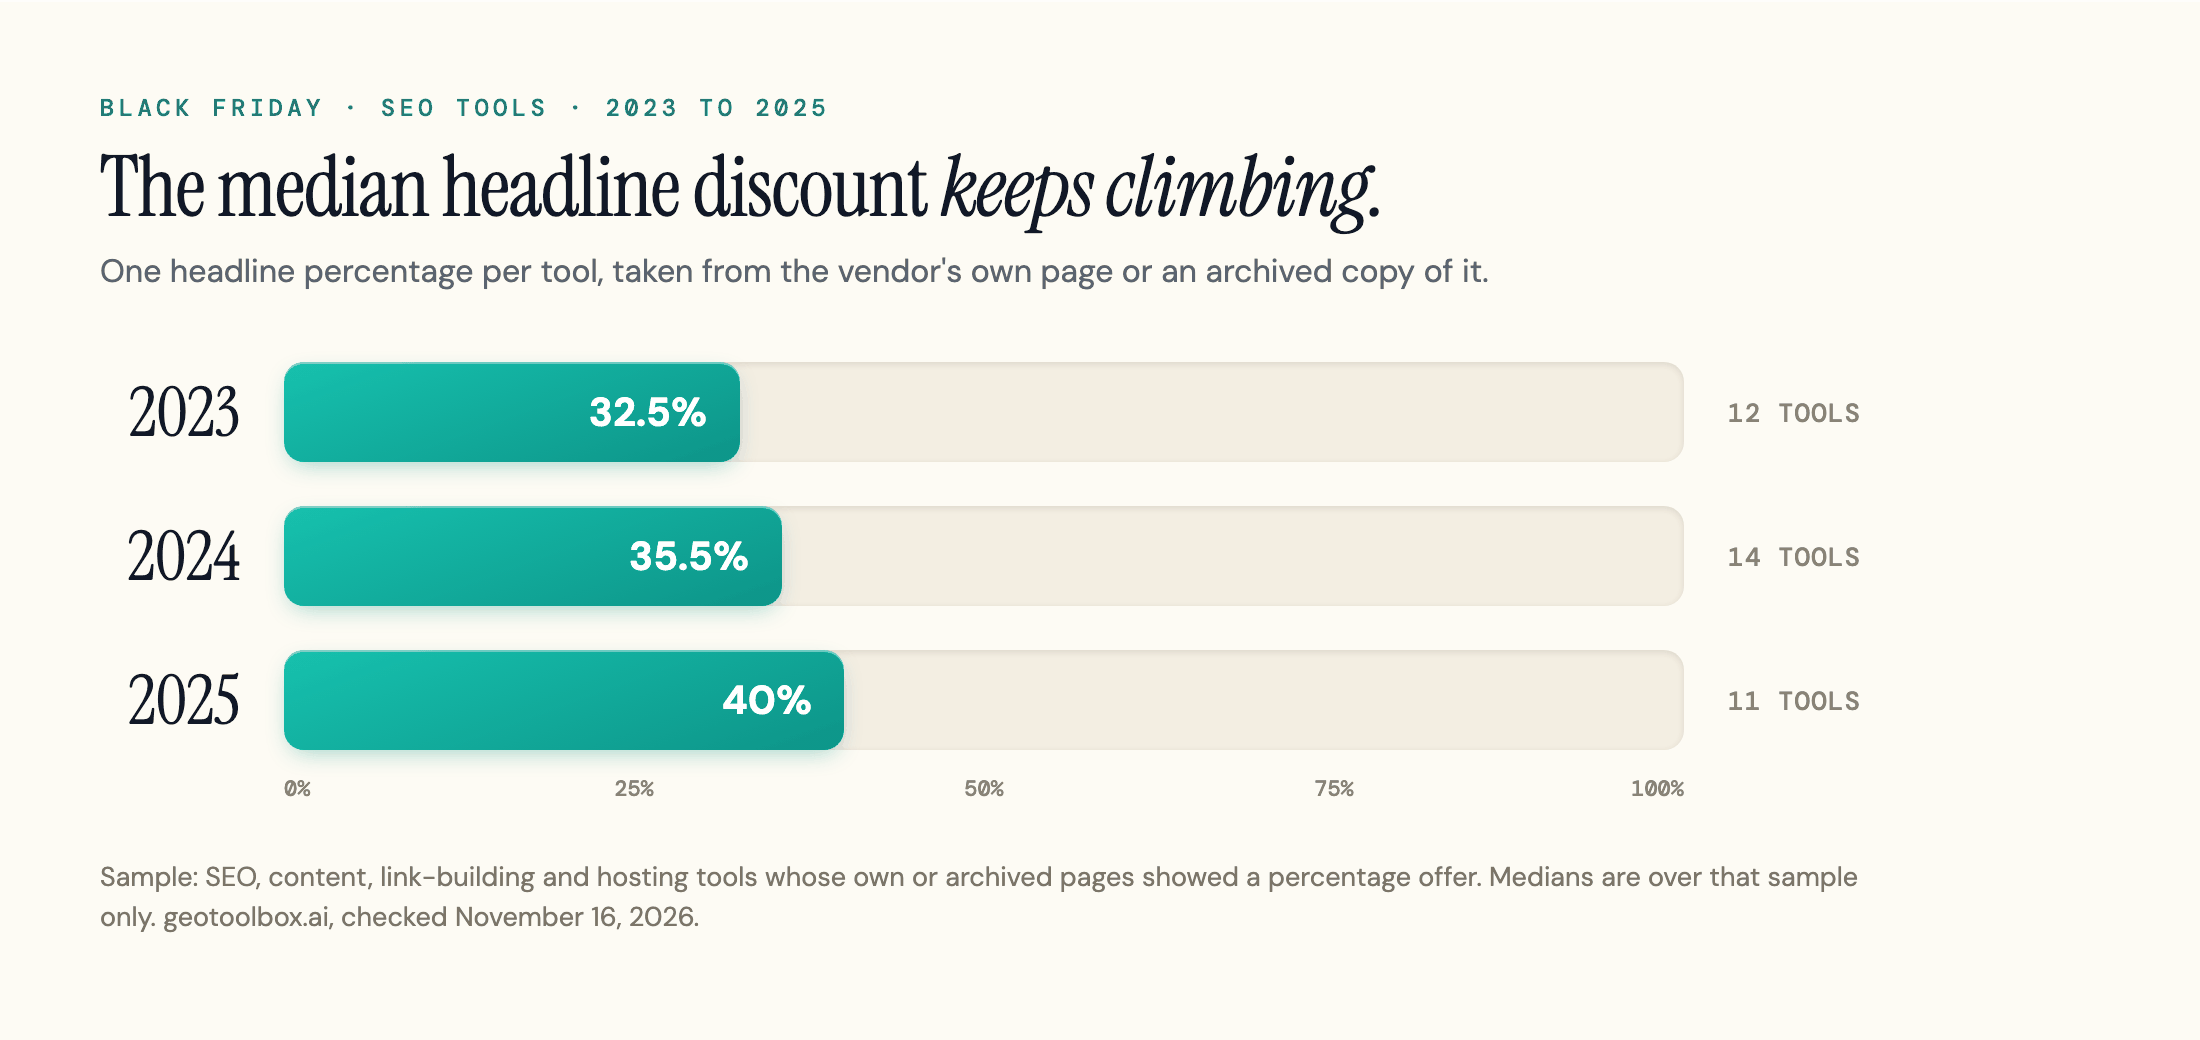 BLACK FRIDAY · SEO TOOLS · 2023 TO 2025
The median headline discount keeps climbing.
One headline percentage per tool, taken from the vendor's own page or an archived copy of it.
2023 32.5% 12 TOOLS
2024 35.5% 14 TOOLS
2025 40% 11 TOOLS
0% 25% 50% 75% 100%
Sample: SEO, content, link-building and hosting tools whose own or archived pages showed a percentage offer. Medians are over that sample
only. geotoolbox.ai, checked November 16, 2026.